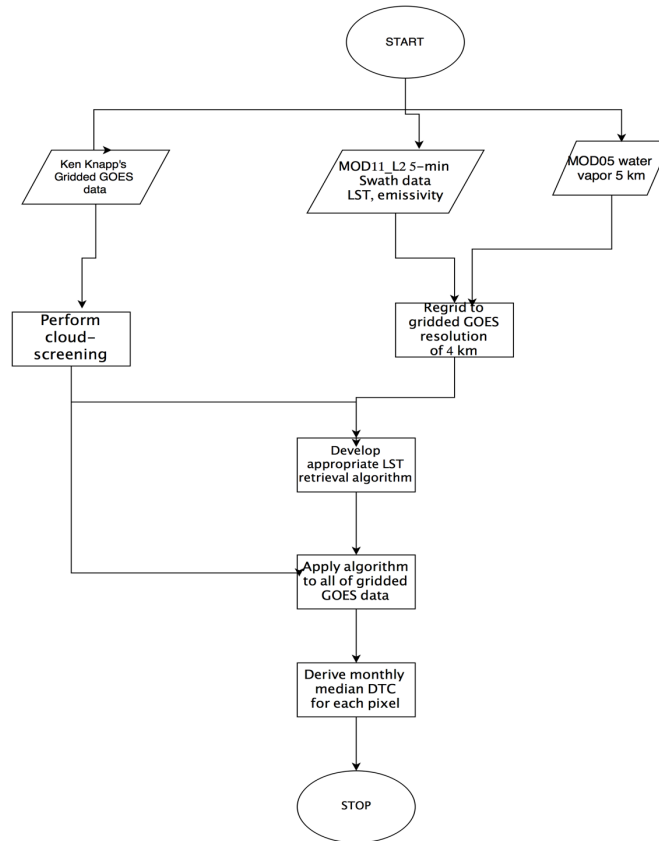 START
Ken Knapp's
Gridded GOES
data
MOD11_L2 5-min
Swath data
LST, emissivity
MOD05 water
vapor 5 km
Perform
cloud-
screening
Regrid to
gridded GOES
resolution
of 4 km
Develop
appropriate LST
retrieval algorithm
Apply algorithm
to all of gridded
GOES data
Derive monthly
median DTC
for each pixel
STOP